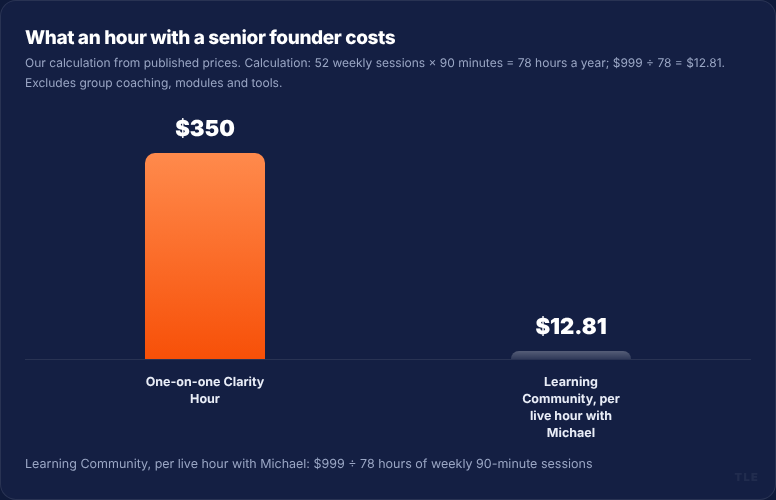 What an hour with a senior founder costs
Our calculation from published prices. Calculation: 52 weekly sessions × 90 minutes = 78 hours a year; $999 ÷ 78 = $12.81.
Excludes group coaching, modules and tools.
$350
$12.81
One-on-one Clarity
Hour
Learning
Community, per
live hour with
Michael
Learning Community, per live hour with Michael: $999 ÷ 78 hours of weekly 90-minute sessions
TLE